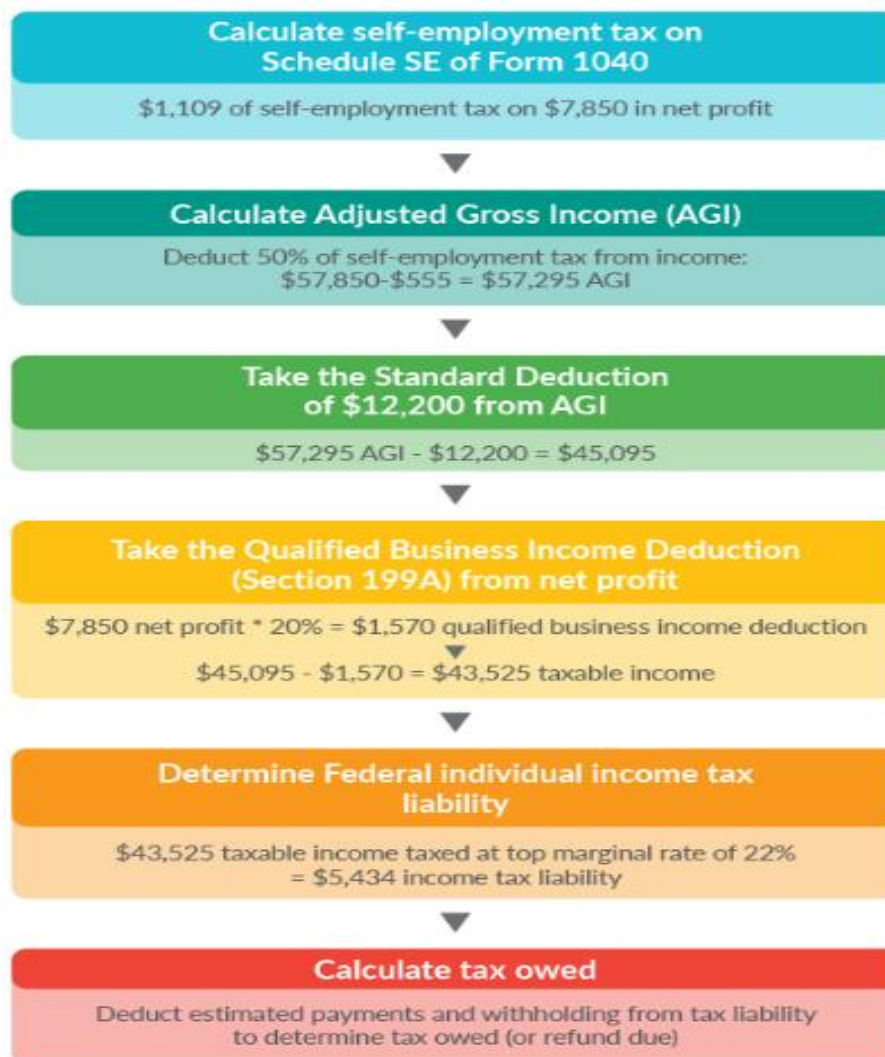 Calculate self-employment tax on
Schedule SE of Form 1040
$1,109 of self-employment tax on $7,850 in net profit
Calculate Adjusted Gross Income (AGI)
Deduct 50% of self-employment tax from income:
$57,850-$555 = $57,295 AGI
Take the Standard Deduction
of $12,200 from AGI
$57,295 AGI - $12,200 = $45,095
Take the Qualified Business Income Deduction
(Section 199A) from net profit
$7,850 net profit * 20% = $1,570 qualified business income deduction
$45,095 - $1,570 = $43,525 taxable income
Determine Federal individual income tax
liability
$43,525 taxable income taxed at top marginal rate of 22%
= $5,434 income tax liability
Calculate tax owed
Deduct estimated payments and withholding from tax liability
to determine tax owed (or refund due)